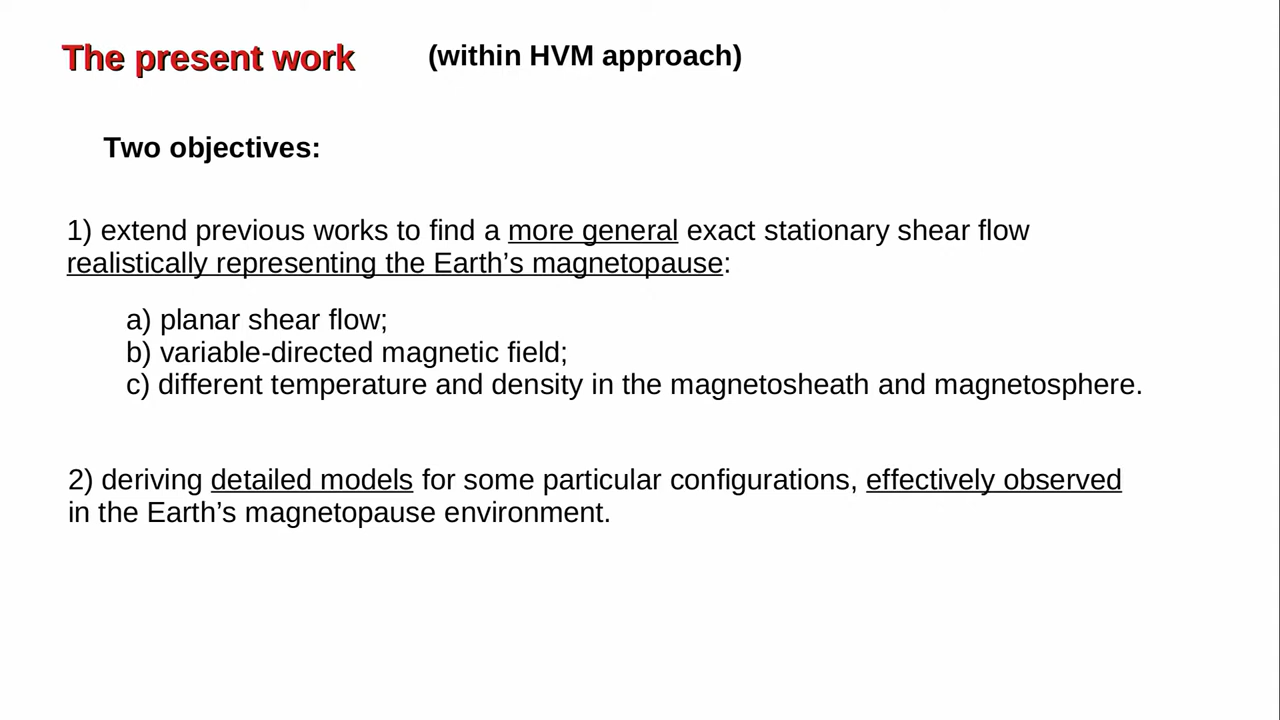 The present work (within HVM approach)
Two objectives:
1) extend previous works to find a more general exact stationary shear flow
realistically representing the Earth’s magnetopause:
a) planar shear flow;
b) variable-directed magnetic field;
c) different temperature and density in the magnetosheath and magnetosphere.
2) deriving detailed models for some particular configurations, effectively observed
in the Earth’s magnetopause environment.